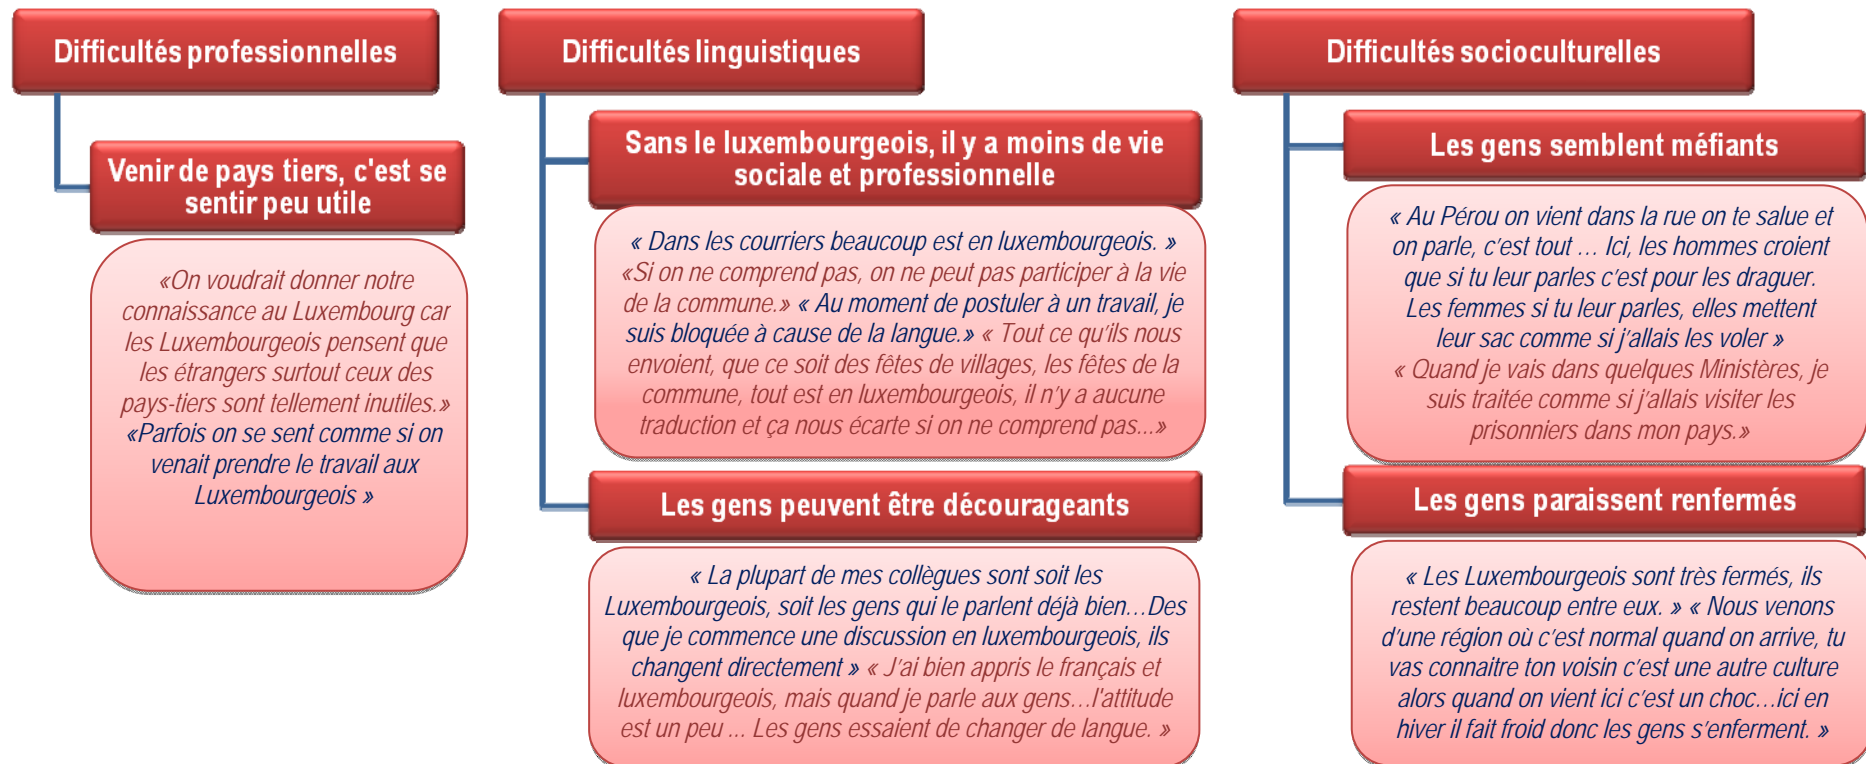 Difficultés professionnelles
Venir de pays tiers, c'est se
sentir peu utile
«On voudrait donner notre
connaissance au Luxembourg car
les Luxembourgeois pensent que
les étrangers surtout ceux des
pays-tiers sont tellement inutiles.»
«Parfois on se sent comme si on
venait prendre le travail aux
Luxembourgeois »
Difficultés linguistiques
Sans le luxembourgeois, il y a moins de vie
sociale et professionnelle
« Dans les courriers beaucoup est en luxembourgeois. »
«Si on ne comprend pas, on ne peut pas participer à la vie
de la commune.» « Au moment de postuler à un travail, je
suis bloquée à cause de la langue.» « Tout ce qu'ils nous
envoient, que ce soit des fêtes de villages, les fêtes de la
commune, tout est en luxembourgeois, il n'y a aucune
traduction et ça nous écarte si on ne comprend pas...»
Les gens peuvent être décourageants
« La plupart de mes collègues sont soit les
Luxembourgeois, soit les gens qui le parlent déjà bien…Des
que je commence une discussion en luxembourgeois, ils
changent directement » « J'ai bien appris le français et
luxembourgeois, mais quand je parle aux gens…l'attitude
est un peu ... Les gens essaient de changer de langue. »
Difficultés socioculturelles
Les gens semblent méfiants
« Au Pérou on vient dans la rue on te salue et
on parle, c'est tout … Ici, les hommes croient
que si tu leur parles c'est pour les draguer.
Les femmes si tu leur parles, elles mettent
leur sac comme si j'allais les voler »
« Quand je vais dans quelques Ministères, je
suis traitée comme si j'allais visiter les
prisonniers dans mon pays.»
Les gens paraissent renfermés
« Les Luxembourgeois sont très fermés, ils
restent beaucoup entre eux. » « Nous venons
d'une région où c'est normal quand on arrive, tu
vas connaitre ton voisin c'est une autre culture
alors quand on vient ici c'est un choc…ici en
hiver il fait froid donc les gens s'enferment. »